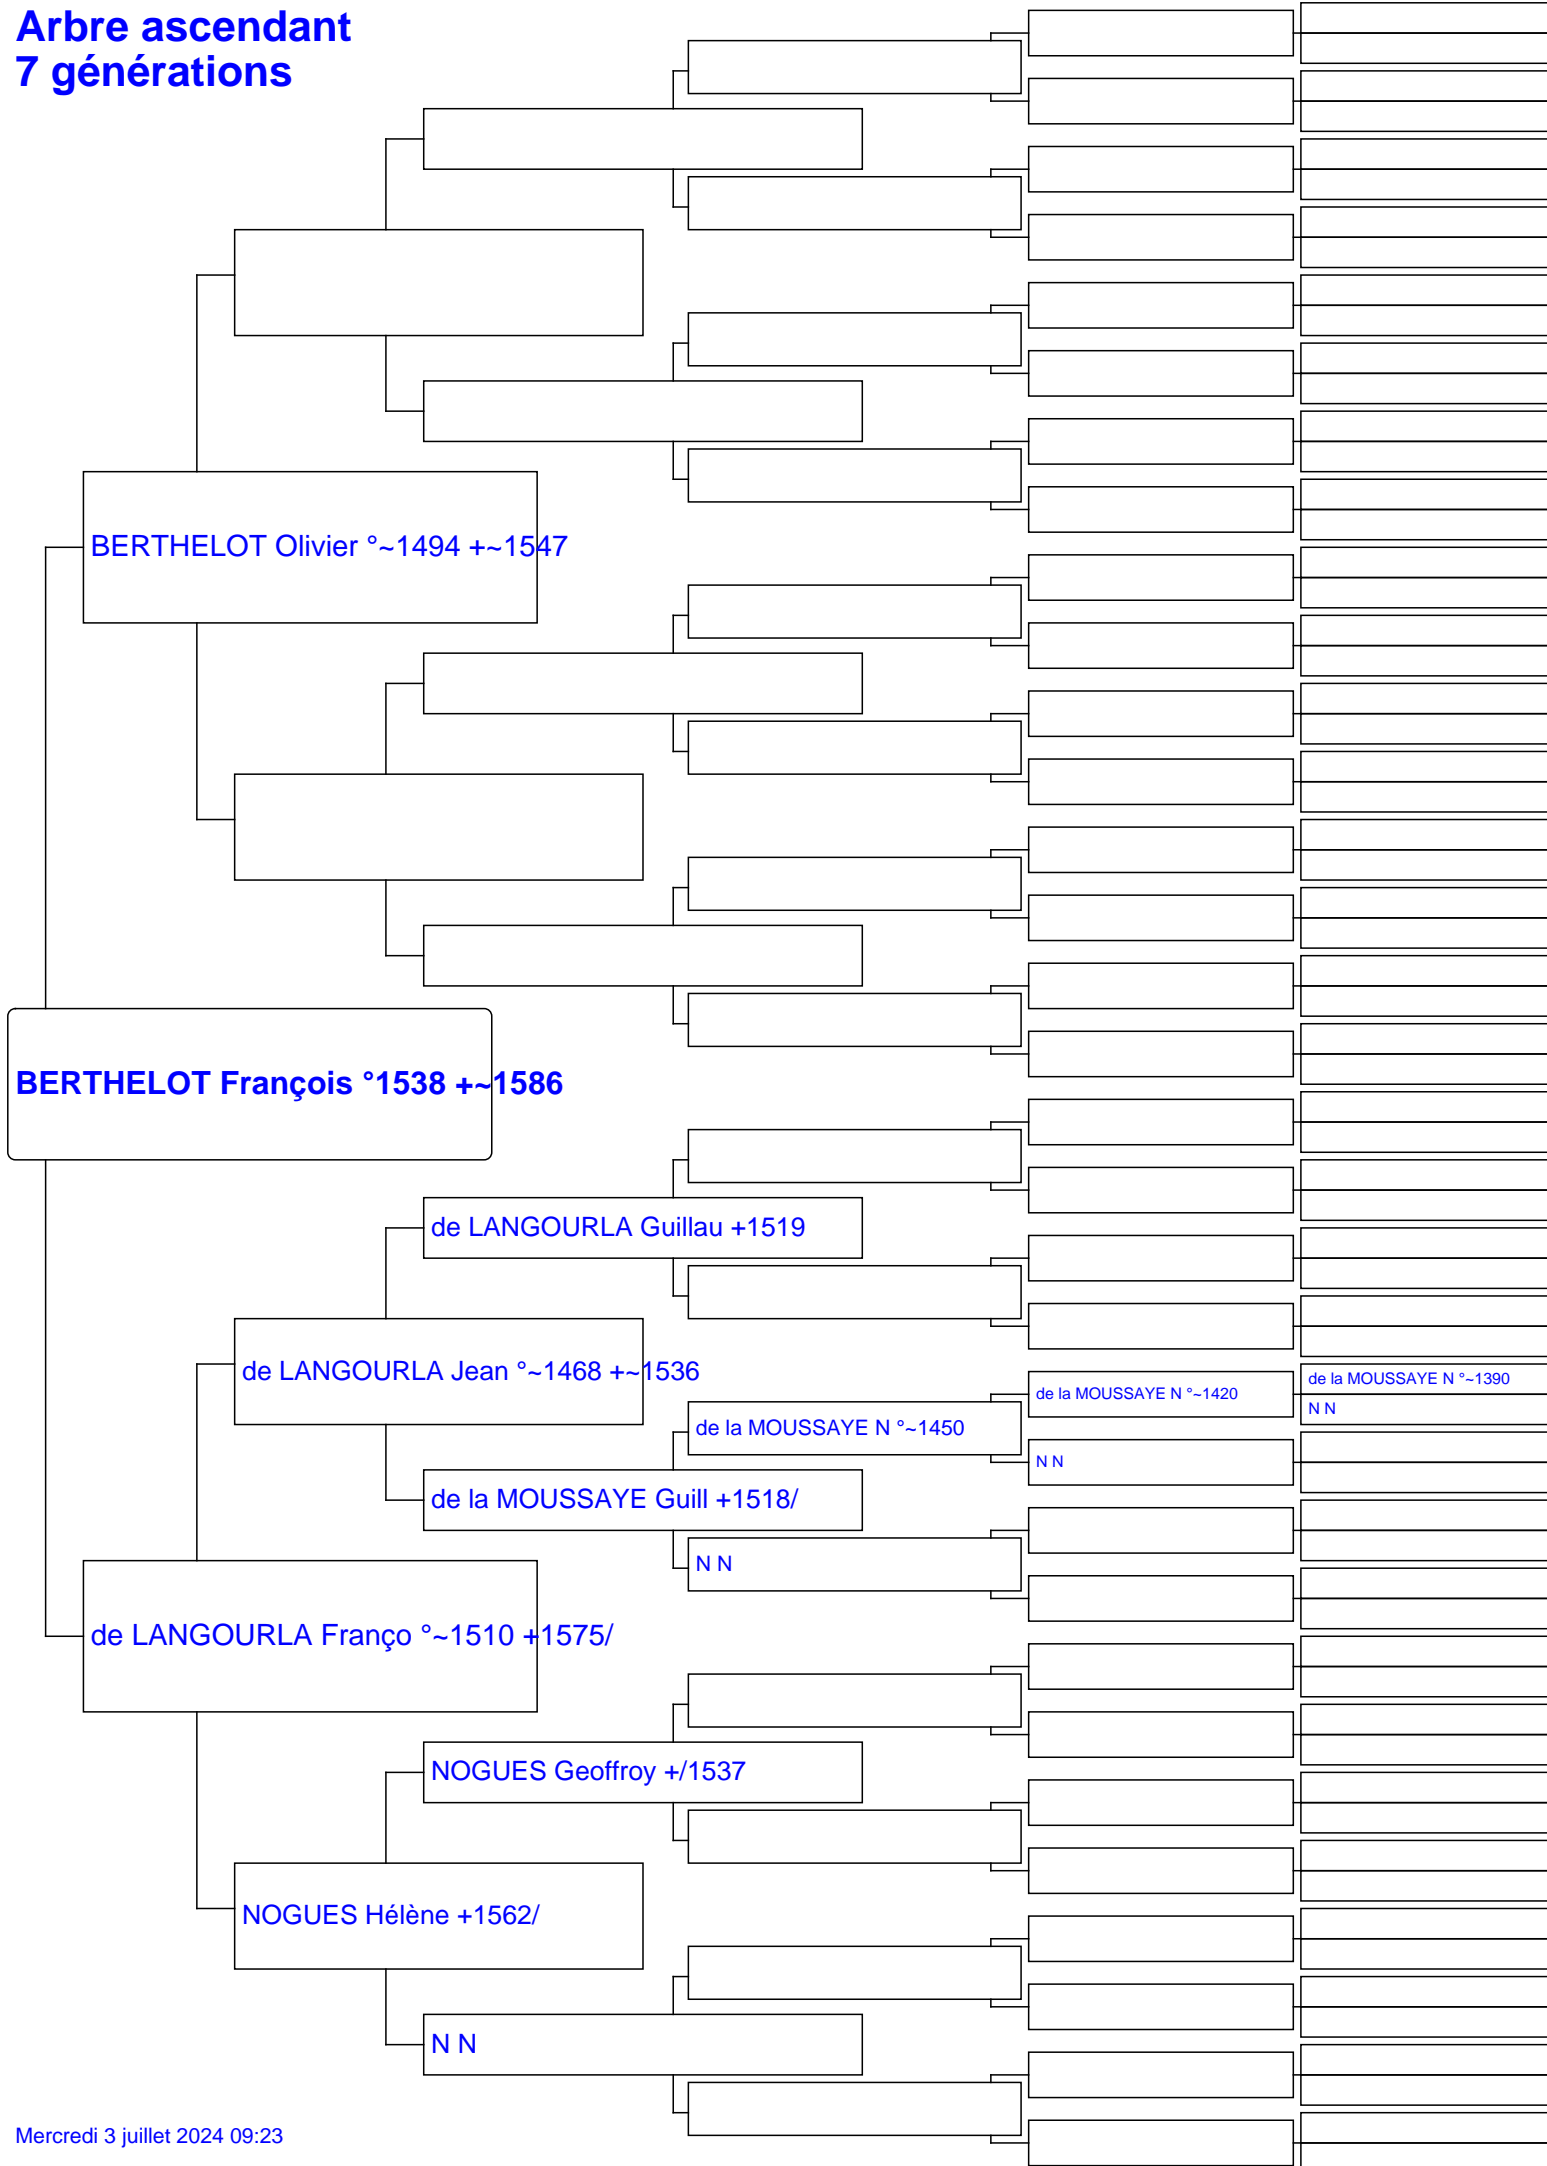 Arbre ascendant
7 générations
BERTHELOT Olivier °~1494 +~1547
BERTHELOT François °1538 +~1586
de LANGOURLA Guillau +1519
de LANGOURLA Jean °~1468 +~1536
de la MOUSSAYE N °~1390
de la MOUSSAYE N °~1420
N N
de la MOUSSAYE N °~1450
N N
de la MOUSSAYE Guill +1518/
N N
de LANGOURLA Franço °~1510 +1575/
NOGUES Geoffroy +/1537
NOGUES Hélène +1562/
N N
Mercredi 3 juillet 2024 09:23